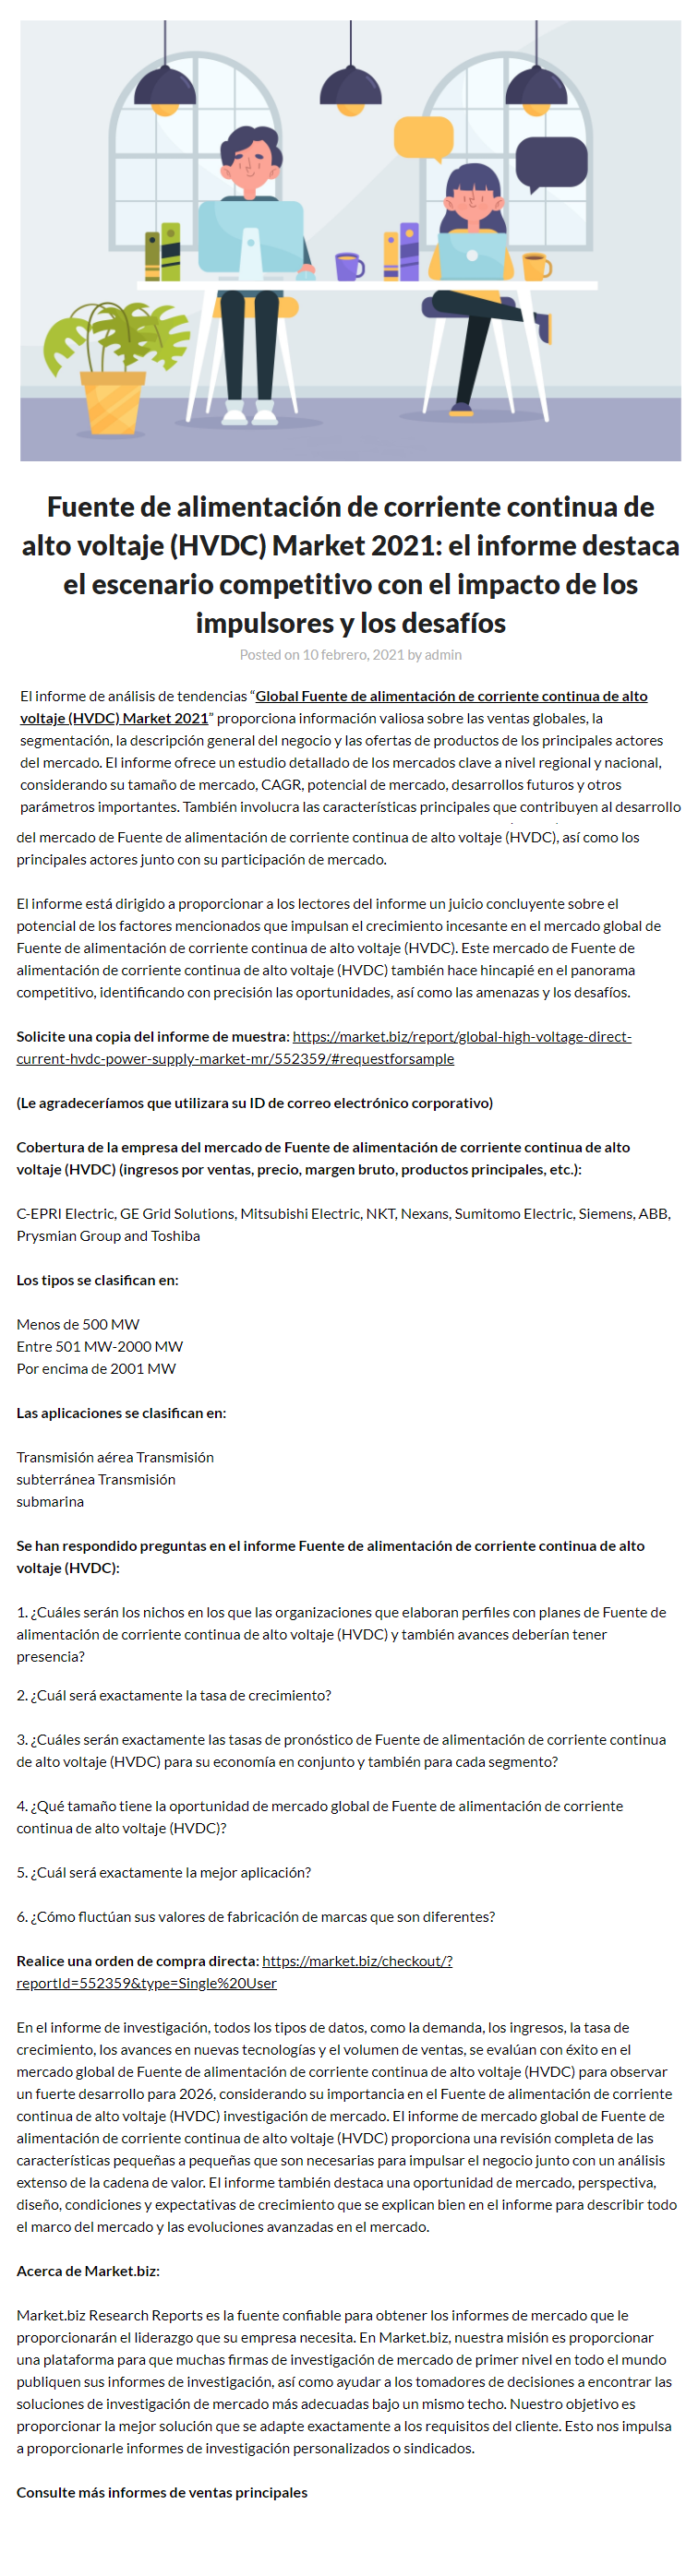 Fuente de alimentación de corriente continua de
alto voltaje (HVDC) Market 2021: el informe destaca
el escenario competitivo con el impacto de los
impulsores y los desafíos
Posted on 10 febrero, 2021 by admin
El informe de análisis de tendencias “Global Fuente de alimentación de corriente continua de alto
voltaje (HVDC) Market 2021” proporciona información valiosa sobre las ventas globales, la
segmentación, la descripción general del negocio y las ofertas de productos de los principales actores
del mercado. El informe ofrece un estudio detallado de los mercados clave a nivel regional y nacional,
considerando su tamaño de mercado, CAGR, potencial de mercado, desarrollos futuros y otros
parámetros importantes. También involucra las características principales que contribuyen al desarrollo
del mercado de Fuente de alimentación de corriente continua de alto voltaje (HVDC), así como los
principales actores junto con su participación de mercado.
El informe está dirigido a proporcionar a los lectores del informe un juicio concluyente sobre el
potencial de los factores mencionados que impulsan el crecimiento incesante en el mercado global de
Fuente de alimentación de corriente continua de alto voltaje (HVDC). Este mercado de Fuente de
alimentación de corriente continua de alto voltaje (HVDC) también hace hincapié en el panorama
competitivo, identificando con precisión las oportunidades, así como las amenazas y los desafíos.
Solicite una copia del informe de muestra: https://market.biz/report/global-high-voltage-direct-
current-hvdc-power-supply-market-mr/552359/#requestforsample
(Le agradeceríamos que utilizara su ID de correo electrónico corporativo)
Cobertura de la empresa del mercado de Fuente de alimentación de corriente continua de alto
voltaje (HVDC) (ingresos por ventas, precio, margen bruto, productos principales, etc.):
C-EPRI Electric, GE Grid Solutions, Mitsubishi Electric, NKT, Nexans, Sumitomo Electric, Siemens, ABB,
Prysmian Group and Toshiba
Los tipos se clasifican en:
Menos de 500 MW
Entre 501 MW-2000 MW
Por encima de 2001 MW
Las aplicaciones se clasifican en:
Transmisión aérea Transmisión
subterránea Transmisión
submarina
Se han respondido preguntas en el informe Fuente de alimentación de corriente continua de alto
voltaje (HVDC):
1. ¿Cuáles serán los nichos en los que las organizaciones que elaboran perfiles con planes de Fuente de
alimentación de corriente continua de alto voltaje (HVDC) y también avances deberían tener
presencia?
2. ¿Cuál será exactamente la tasa de crecimiento?
3. ¿Cuáles serán exactamente las tasas de pronóstico de Fuente de alimentación de corriente continua
de alto voltaje (HVDC) para su economía en conjunto y también para cada segmento?
4. ¿Qué tamaño tiene la oportunidad de mercado global de Fuente de alimentación de corriente
continua de alto voltaje (HVDC)?
5. ¿Cuál será exactamente la mejor aplicación?
6. ¿Cómo fluctúan sus valores de fabricación de marcas que son diferentes?
Realice una orden de compra directa: https://market.biz/checkout/?
reportId=552359&type=Single%20User
En el informe de investigación, todos los tipos de datos, como la demanda, los ingresos, la tasa de
crecimiento, los avances en nuevas tecnologías y el volumen de ventas, se evalúan con éxito en el
mercado global de Fuente de alimentación de corriente continua de alto voltaje (HVDC) para observar
un fuerte desarrollo para 2026, considerando su importancia en el Fuente de alimentación de corriente
continua de alto voltaje (HVDC) investigación de mercado. El informe de mercado global de Fuente de
alimentación de corriente continua de alto voltaje (HVDC) proporciona una revisión completa de las
características pequeñas a pequeñas que son necesarias para impulsar el negocio junto con un análisis
extenso de la cadena de valor. El informe también destaca una oportunidad de mercado, perspectiva,
diseño, condiciones y expectativas de crecimiento que se explican bien en el informe para describir todo
el marco del mercado y las evoluciones avanzadas en el mercado.
Acerca de Market.biz:
Market.biz Research Reports es la fuente confiable para obtener los informes de mercado que le
proporcionarán el liderazgo que su empresa necesita. En Market.biz, nuestra misión es proporcionar
una plataforma para que muchas firmas de investigación de mercado de primer nivel en todo el mundo
publiquen sus informes de investigación, así como ayudar a los tomadores de decisiones a encontrar las
soluciones de investigación de mercado más adecuadas bajo un mismo techo. Nuestro objetivo es
proporcionar la mejor solución que se adapte exactamente a los requisitos del cliente. Esto nos impulsa
a proporcionarle informes de investigación personalizados o sindicados.
Consulte más informes de ventas principales